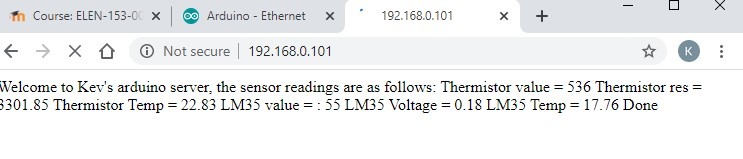 Course: ELEN-153-0C
Arduino - Ethernet
192.168.0.101
Not secure | 192.168.0.101
K
Welcome to Kev's arduino server, the sensor readings are as follows: Thermistor value = 536 Thermistor res =
3301.85 Thermistor Temp = 22.83 LM35 value = : 55 LM35 Voltage = 0.18 LM35 Temp = 17.76 Done